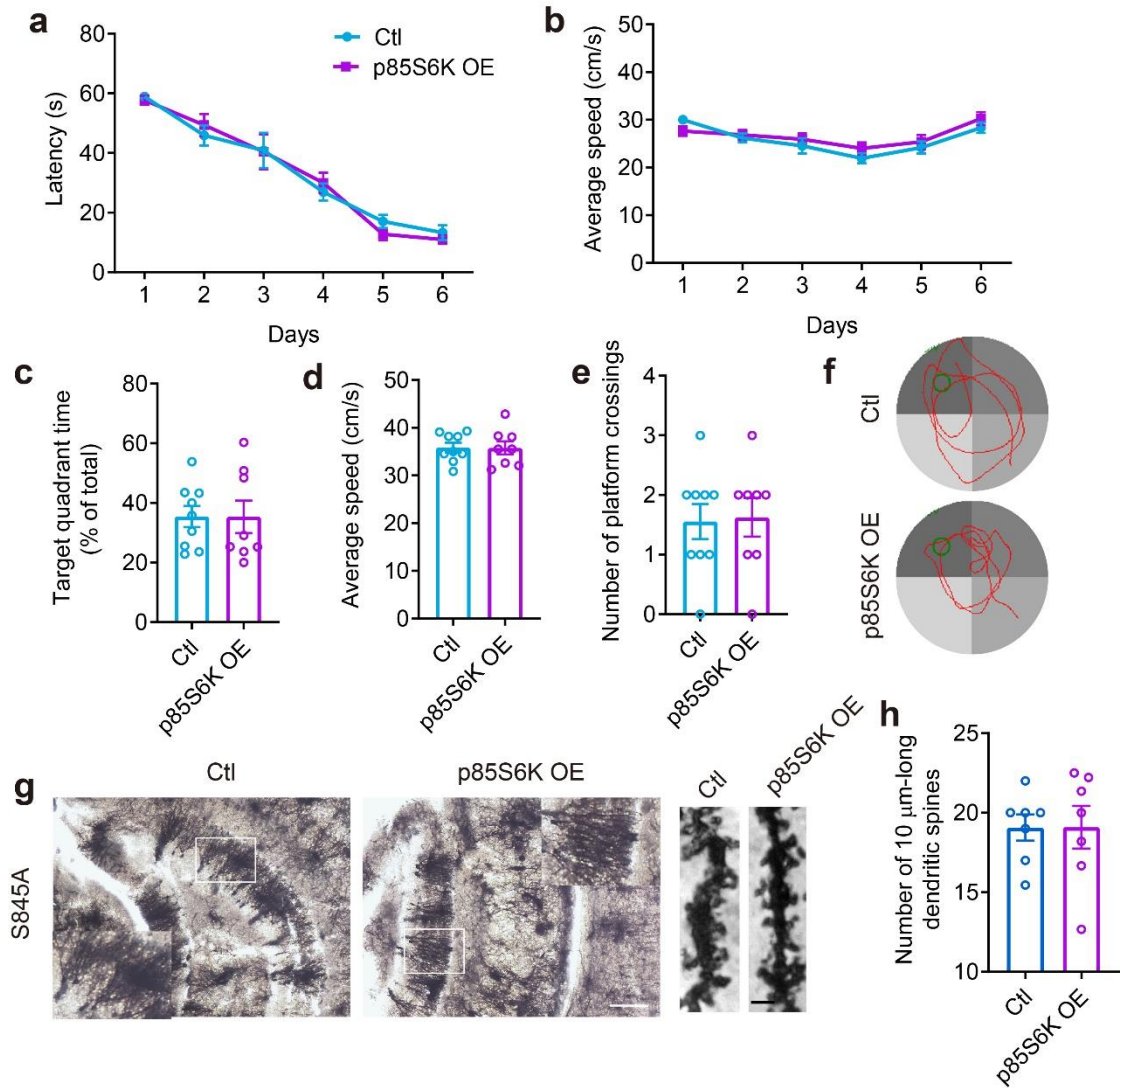 a
80
60
40
20
0
Latency (s)
1 2 3 4 5 6
Days
Ctl
p85S6K OE
b
50
40
30
20
10
0
Average speed (cm/s)
1 2 3 4 5 6
Days
c
80
60
40
20
0
Target quadrant time
(% of total)
Ctl
p85S6K OE
d
50
40
30
20
10
0
Average speed (cm/s)
Ctl
p85S6K OE
e
4
3
2
1
0
Number of platform crossings
Ctl
p85S6K OE
f
Ctl
p85S6K OE
g
Ctl
p85S6K OE
S845A
Ctl
p85S6K OE
h
25
20
15
10
Number of 10 µm-long
dendritic spines
Ctl
p85S6K OE